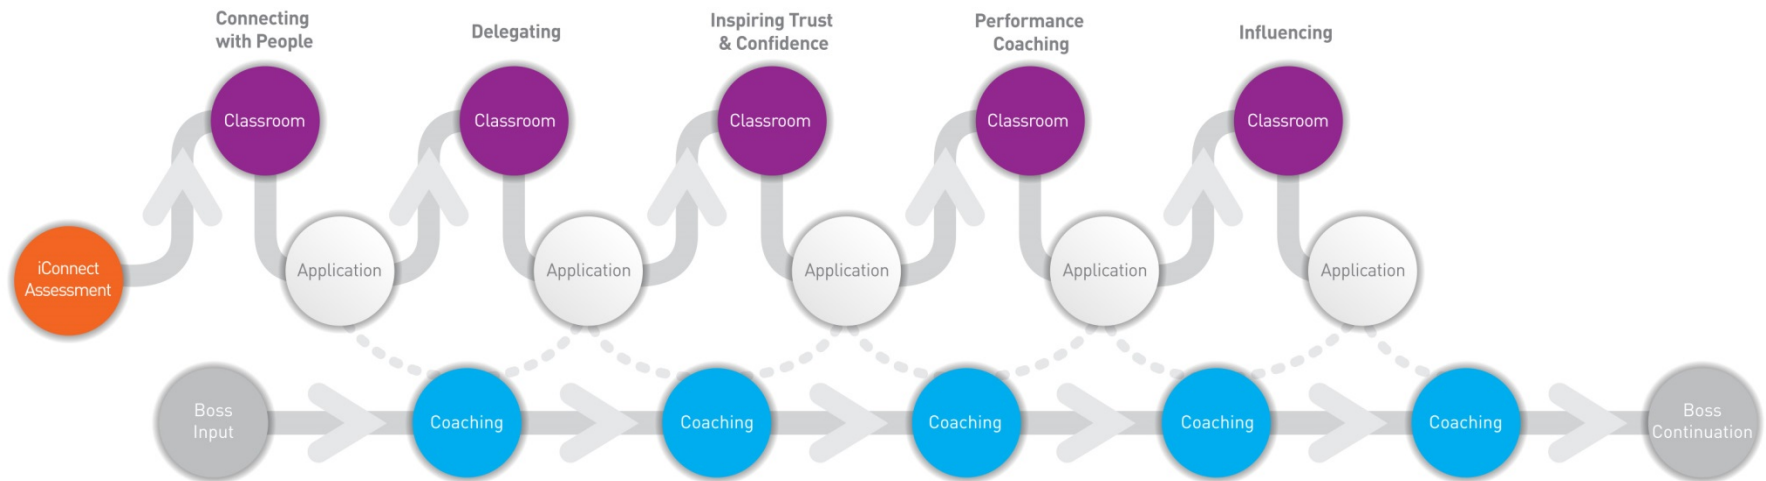 Connecting
with People
Delegating
Inspiring Trust
& Confidence
Performance
Coaching
Influencing
Classroom
Classroom
Classroom
Classroom
Classroom
iConnect
Assessment
Application
Application
Application
Application
Application
Boss
Input
Coaching
Coaching
Coaching
Coaching
Coaching
Boss
Continuation